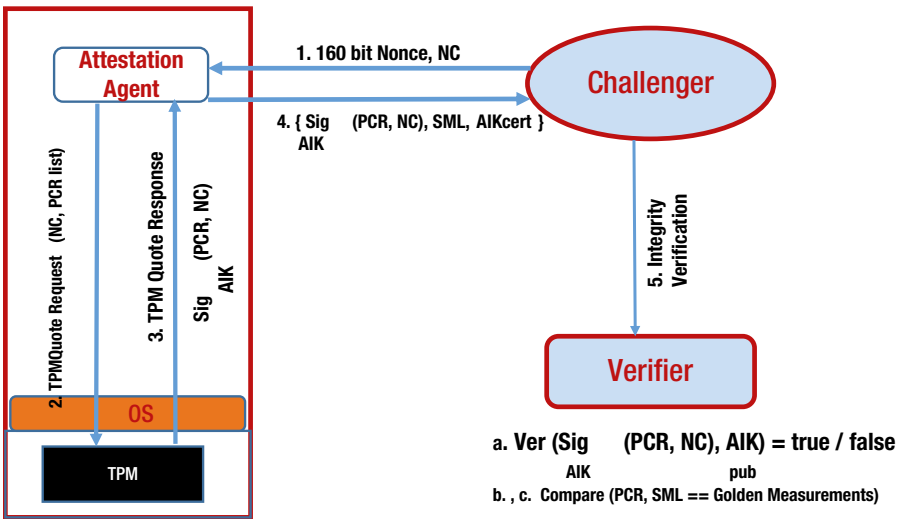 Attestation
Agent
1. 160 bit Nonce, NC
Challenger
4. { Sig (PCR, NC), SML, AIKcert }
AIK
2. TPMQuote Request (NC, PCR list)
3. TPM Quote Response
Sig (PCR, NC)
AIK
5. Integrity
Verification
Verifier
OS
TPM
a. Ver (Sig (PCR, NC), AIK) = true / false
AIK pub
b. , c. Compare (PCR, SML == Golden Measurements)